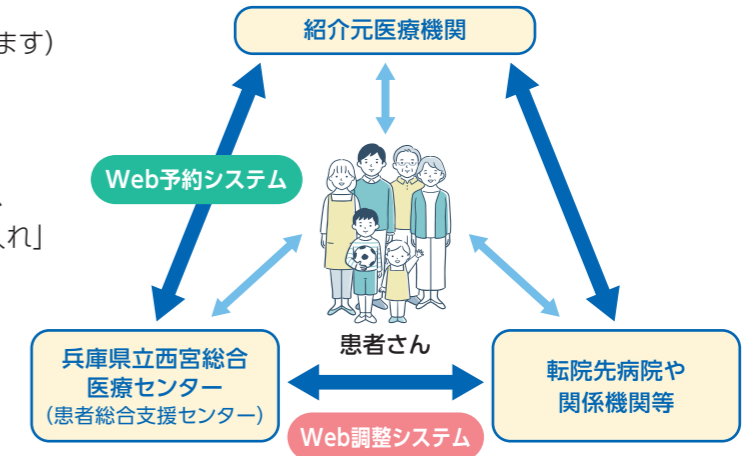 紹介元医療機関
ます）
Web予約システム
、
れ」
患者さん
兵庫県立西宮総合
医療センター
（患者総合支援センター）
転院先病院や
関係機関等
Web調整システム